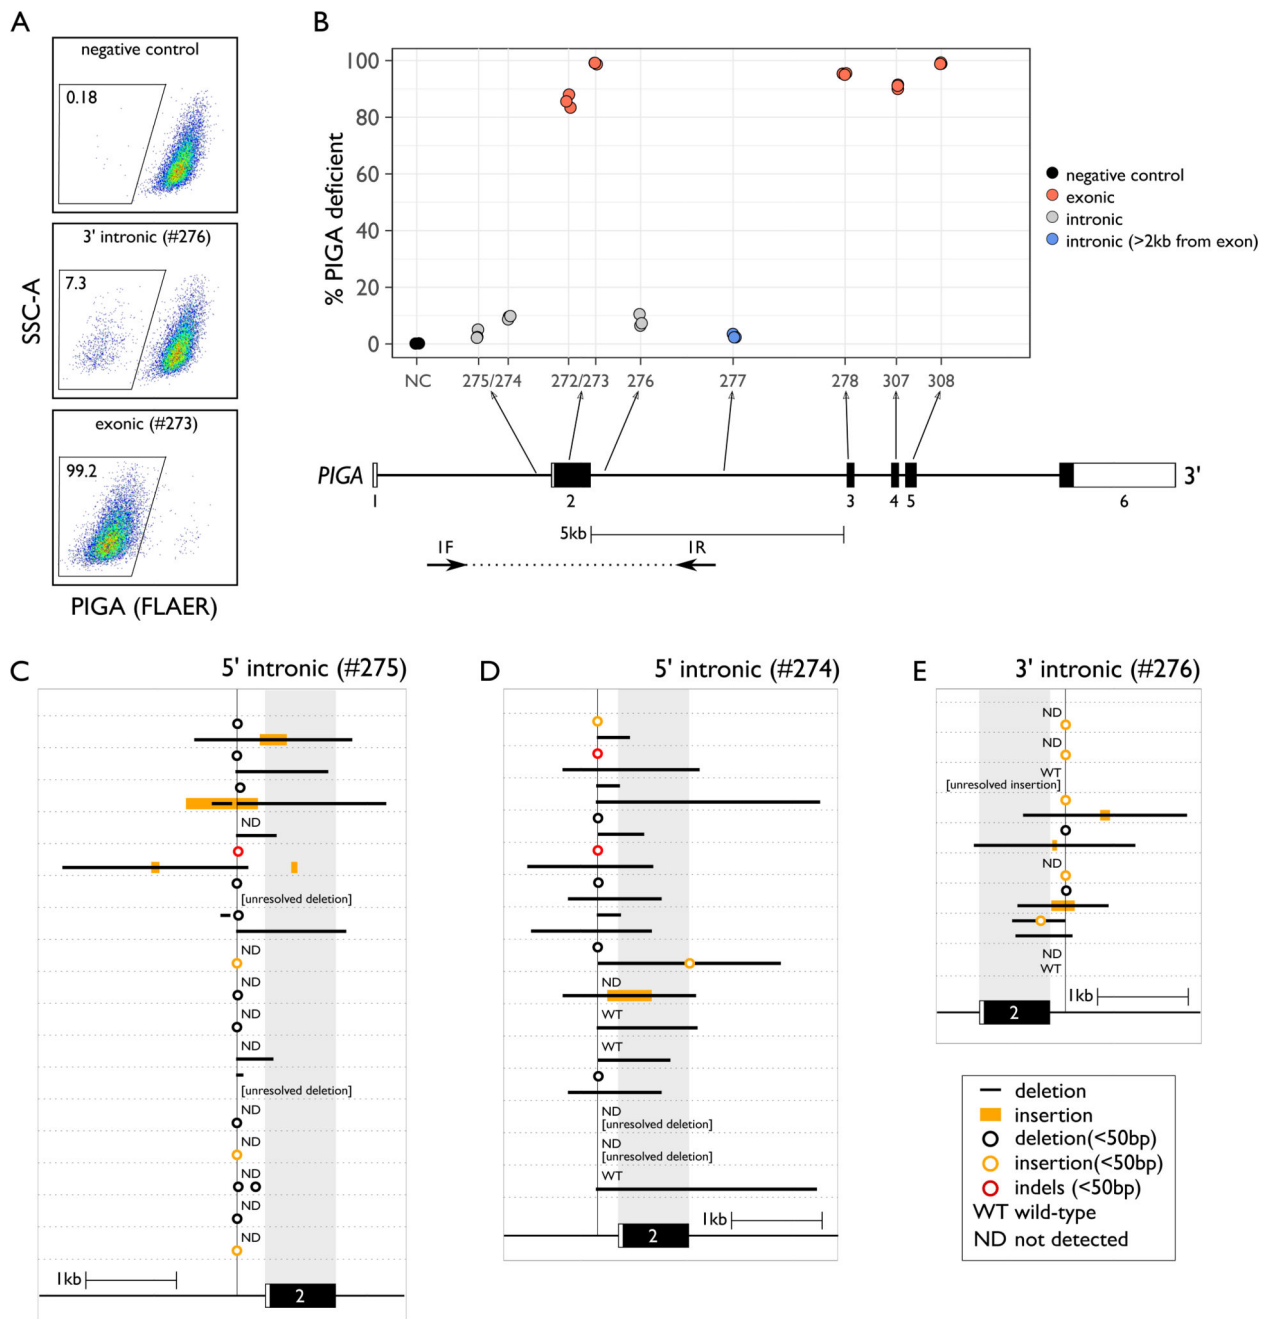 A
negative control
0.18
3' intronic (#276)
7.3
exonic (#273)
99.2
SSC-A
PIGA (FLAER)
B
% PIGA deficient
100
80
60
40
20
0
NC
275/274
272/273
276
277
278
307
308
negative control
exonic
intronic
intronic (>2kb from exon)
PIGA
3'
1
2
3
4
5
6
5kb
1F
1R
C
5' intronic (#275)
ND
[unresolved deletion]
ND
ND
ND
ND
[unresolved deletion]
ND
ND
ND
ND
ND
1kb
2
D
5' intronic (#274)
ND
WT
WT
ND
[unresolved deletion]
ND
[unresolved deletion]
WT
1kb
2
E
3' intronic (#276)
ND
ND
WT
[unresolved insertion]
ND
ND
WT
1kb
2
deletion
insertion
deletion(<50bp)
insertion(<50bp)
indels (<50bp)
WT wild-type
ND not detected